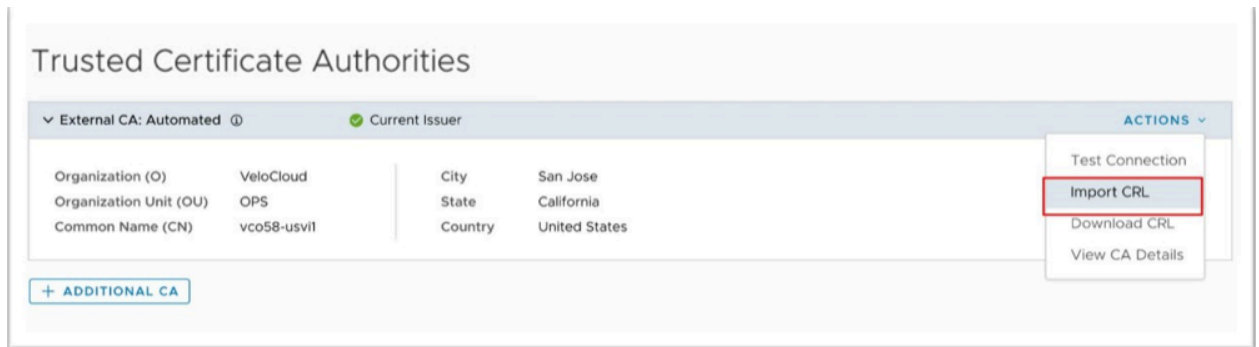 Trusted Certificate Authorities
External CA: Automated
Current Issuer
ACTIONS
Organization (O) VeloCloud
City San Jose
Organization Unit (OU) OPS
State California
Common Name (CN) vco58-usvi1
Country United States
Test Connection
Import CRL
Download CRL
View CA Details
+ ADDITIONAL CA